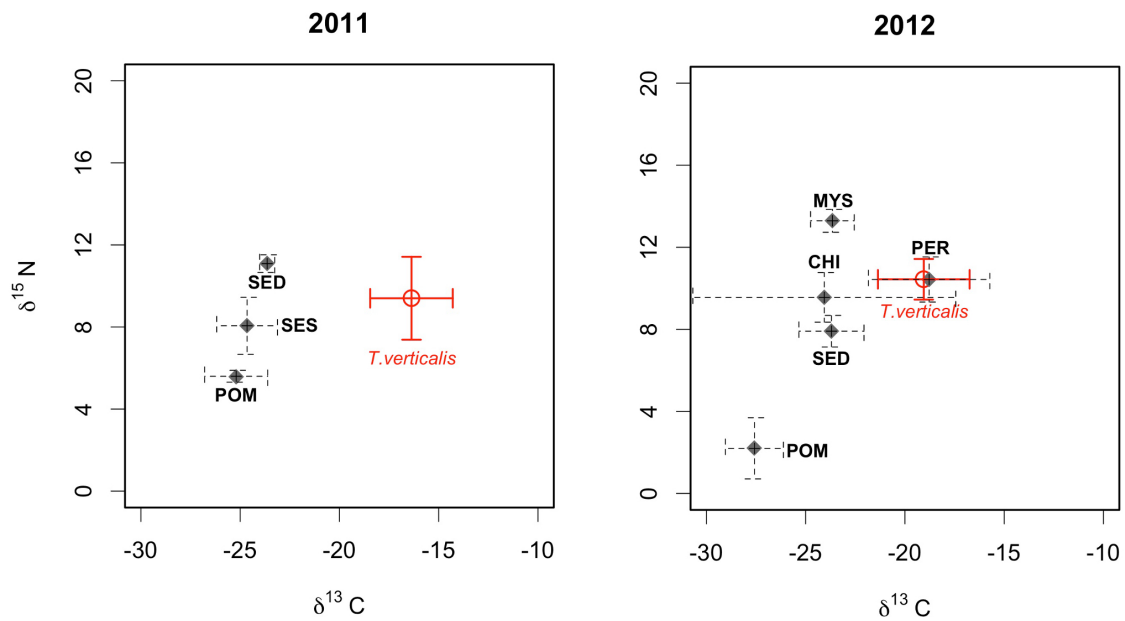 2011
2012
δ15 N
20
16
12
8
4
0
SED
SES
POM
T.verticalis
-30
-25
-20
-15
-10
δ13 C
20
16
12
8
4
0
MYS
PER
CHI
T.verticalis
SED
POM
-30
-25
-20
-15
-10
δ13 C